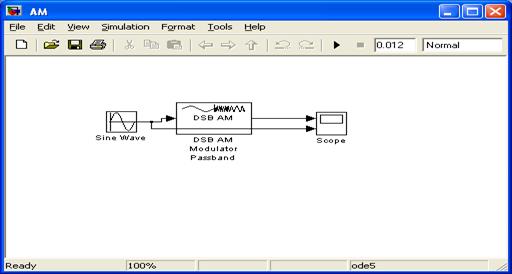 AM
File Edit View Simulation Format Tools Help
0.012 Normal
DSB AM
Sine Wave
DSB AM
Modulator
Passband
Scope
Ready 100% ode5